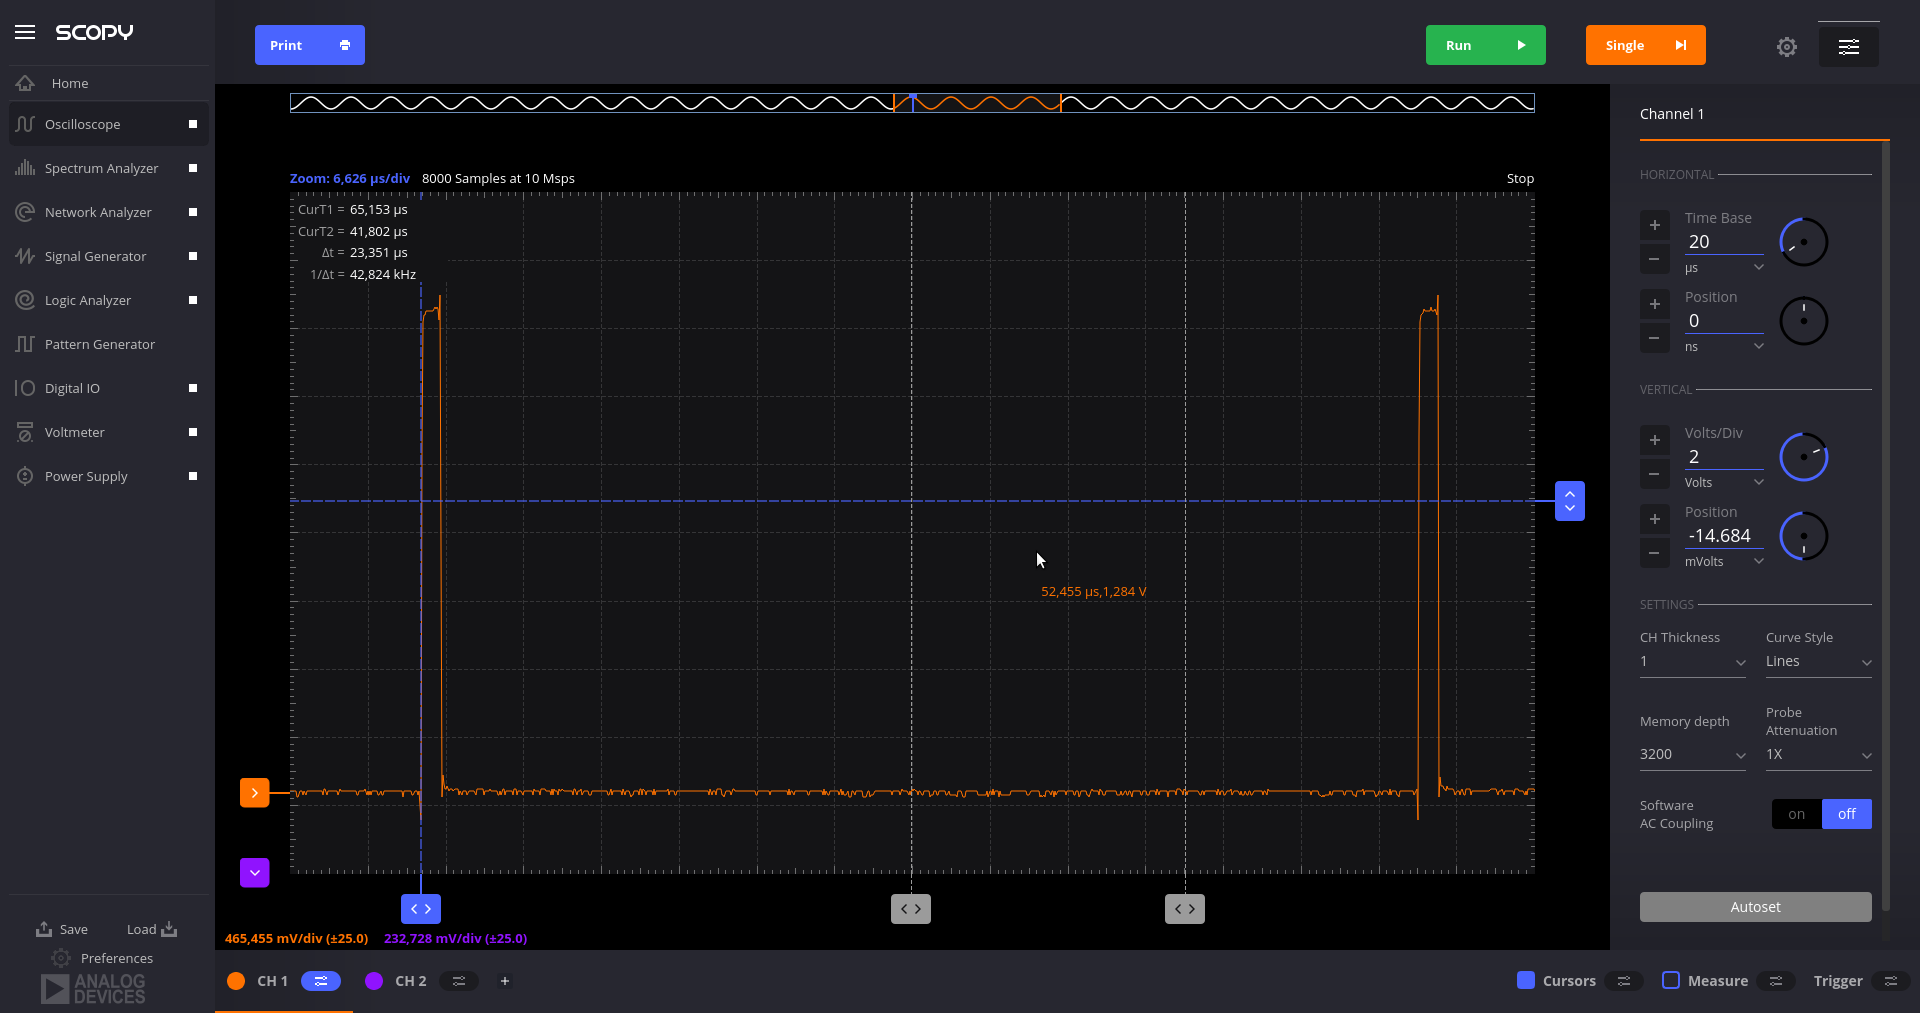 SCOPY
Print
Run
Single
Home
Oscilloscope
Spectrum Analyzer
Network Analyzer
Signal Generator
Logic Analyzer
Pattern Generator
Digital IO
Voltmeter
Power Supply
Save
Load
Preferences
ANALOG
DEVICES
Zoom: 6,626 µs/div 8000 Samples at 10 Msps
Stop
CurT1 = 65,153 µs
CurT2 = 41,802 µs
Δt = 23,351 µs
1/Δt = 42,824 kHz
52,455 µs,1,284 V
465,455 mV/div (±25.0) 232,728 mV/div (±25.0)
CH 1
CH 2
+
Cursors
Measure
Trigger
Channel 1
HORIZONTAL
Time Base
20
µs
Position
0
ns
VERTICAL
Volts/Div
2
Volts
Position
-14.684
mVolts
SETTINGS
CH Thickness
1
Curve Style
Lines
Memory depth
3200
Probe
Attenuation
1X
Software
AC Coupling
on off
Autoset